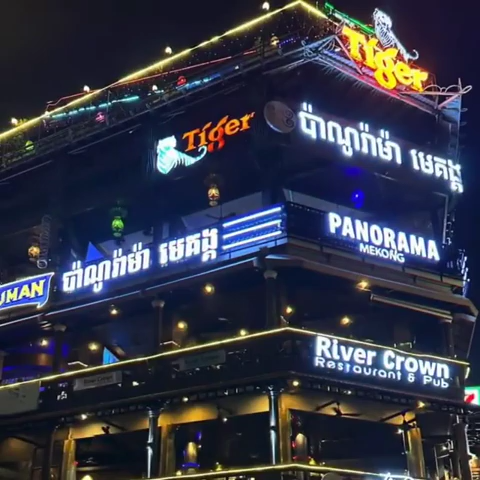 Tiger
Tiger
ប៉ាណូរ៉ាម៉ា មេគង្គ
PANORAMA
MEKONG
ប៉ាណូរ៉ាម៉ា មេគង្គ
River Crown
Restaurant & Pub